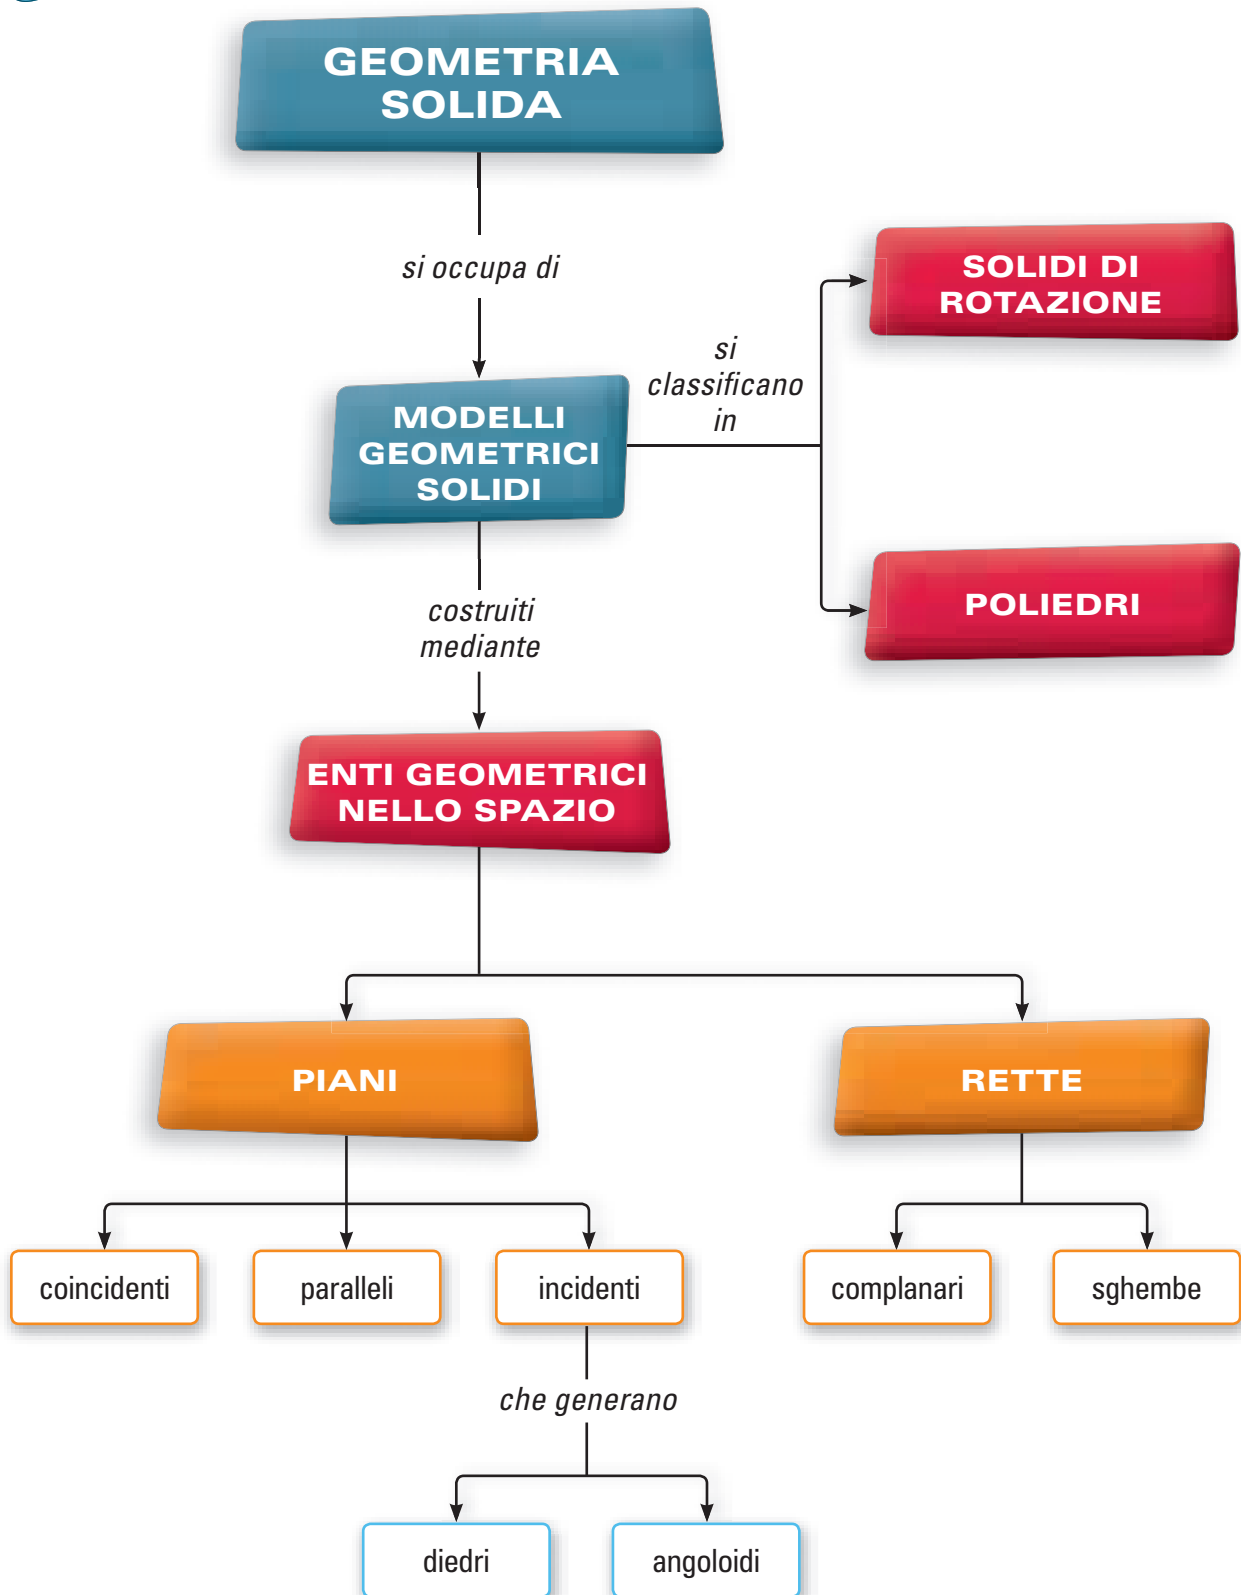 GEOMETRIA
SOLIDA
si occupa di
SOLIDI DI
ROTAZIONE
si
classificano
in
MODELLI
GEOMETRICI
SOLIDI
POLIEDRI
costruiti
mediante
ENTI GEOMETRICI
NELLO SPAZIO
PIANI
RETTE
coincidenti
paralleli
incidenti
complanari
sghembe
che generano
diedri
angoloidi